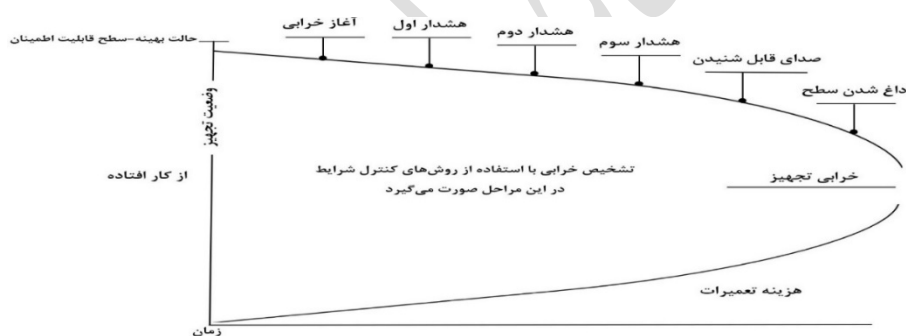 آغاز خرابی
هشدار اول
هشدار دوم
هشدار سوم
صدای قابل شنیدن
داغ شدن سطح
حالت بهینه-سطح قابلیت اطمینان
وضعیت تجهیز
از کار افتاده
تشخیص خرابی با استفاده از روش‌های کنترل شرایط
در این مراحل صورت می‌گیرد
خرابی تجهیز
هزینه تعمیرات
زمان